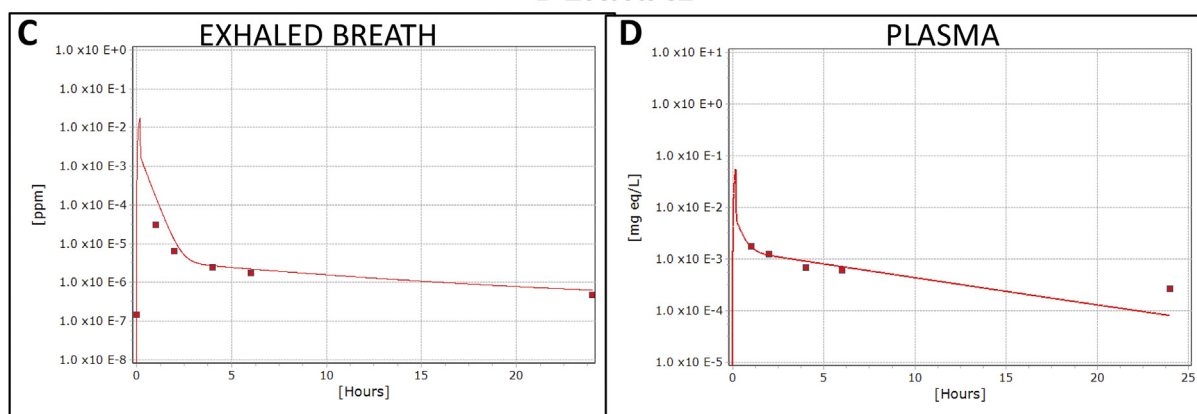 C EXHALED BREATH
1.0 x10 E+0
1.0 x10 E-1
1.0 x10 E-2
1.0 x10 E-3
1.0 x10 E-4
1.0 x10 E-5
1.0 x10 E-6
1.0 x10 E-7
1.0 x10 E-8
[ppm]
0 5 10 15 20
[Hours]
D PLASMA
1.0 x10 E+1
1.0 x10 E+0
1.0 x10 E-1
1.0 x10 E-2
1.0 x10 E-3
1.0 x10 E-4
1.0 x10 E-5
[mg eq/L]
0 5 10 15 20 25
[Hours]